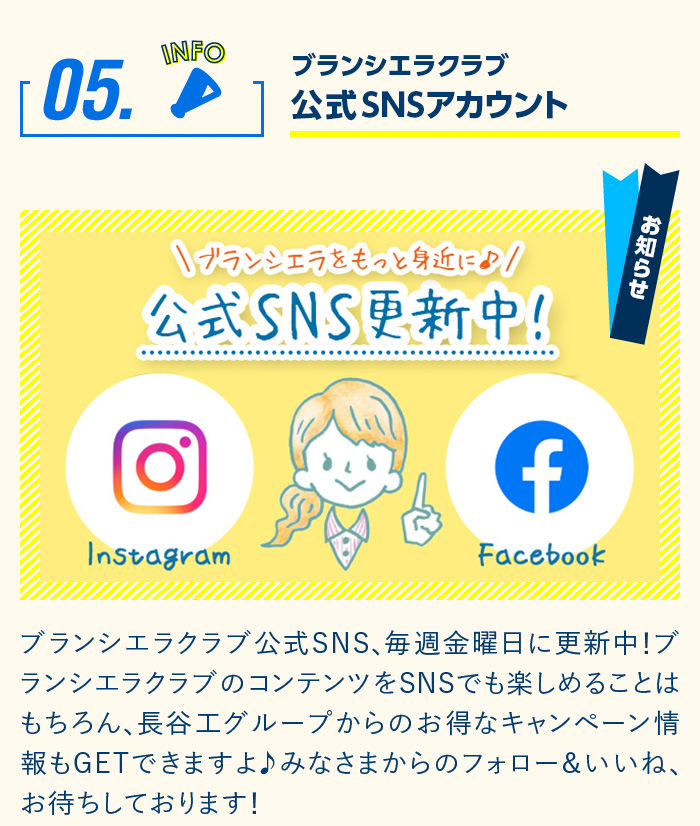 05.
INFO
ブランシエラクラブ
公式SNSアカウント
お知らせ
\ブランシエラをもっと身近に♪/
公式SNS更新中!
Instagram
Facebook
ブランシエラクラブ公式SNS、毎週金曜日に更新中!ブ
ランシエラクラブのコンテンツをSNSでも楽しめることは
もちろん、長谷工グループからのお得なキャンペーン情
報もGETできますよ♪みなさまからのフォロー&いいね、
お待ちしております!